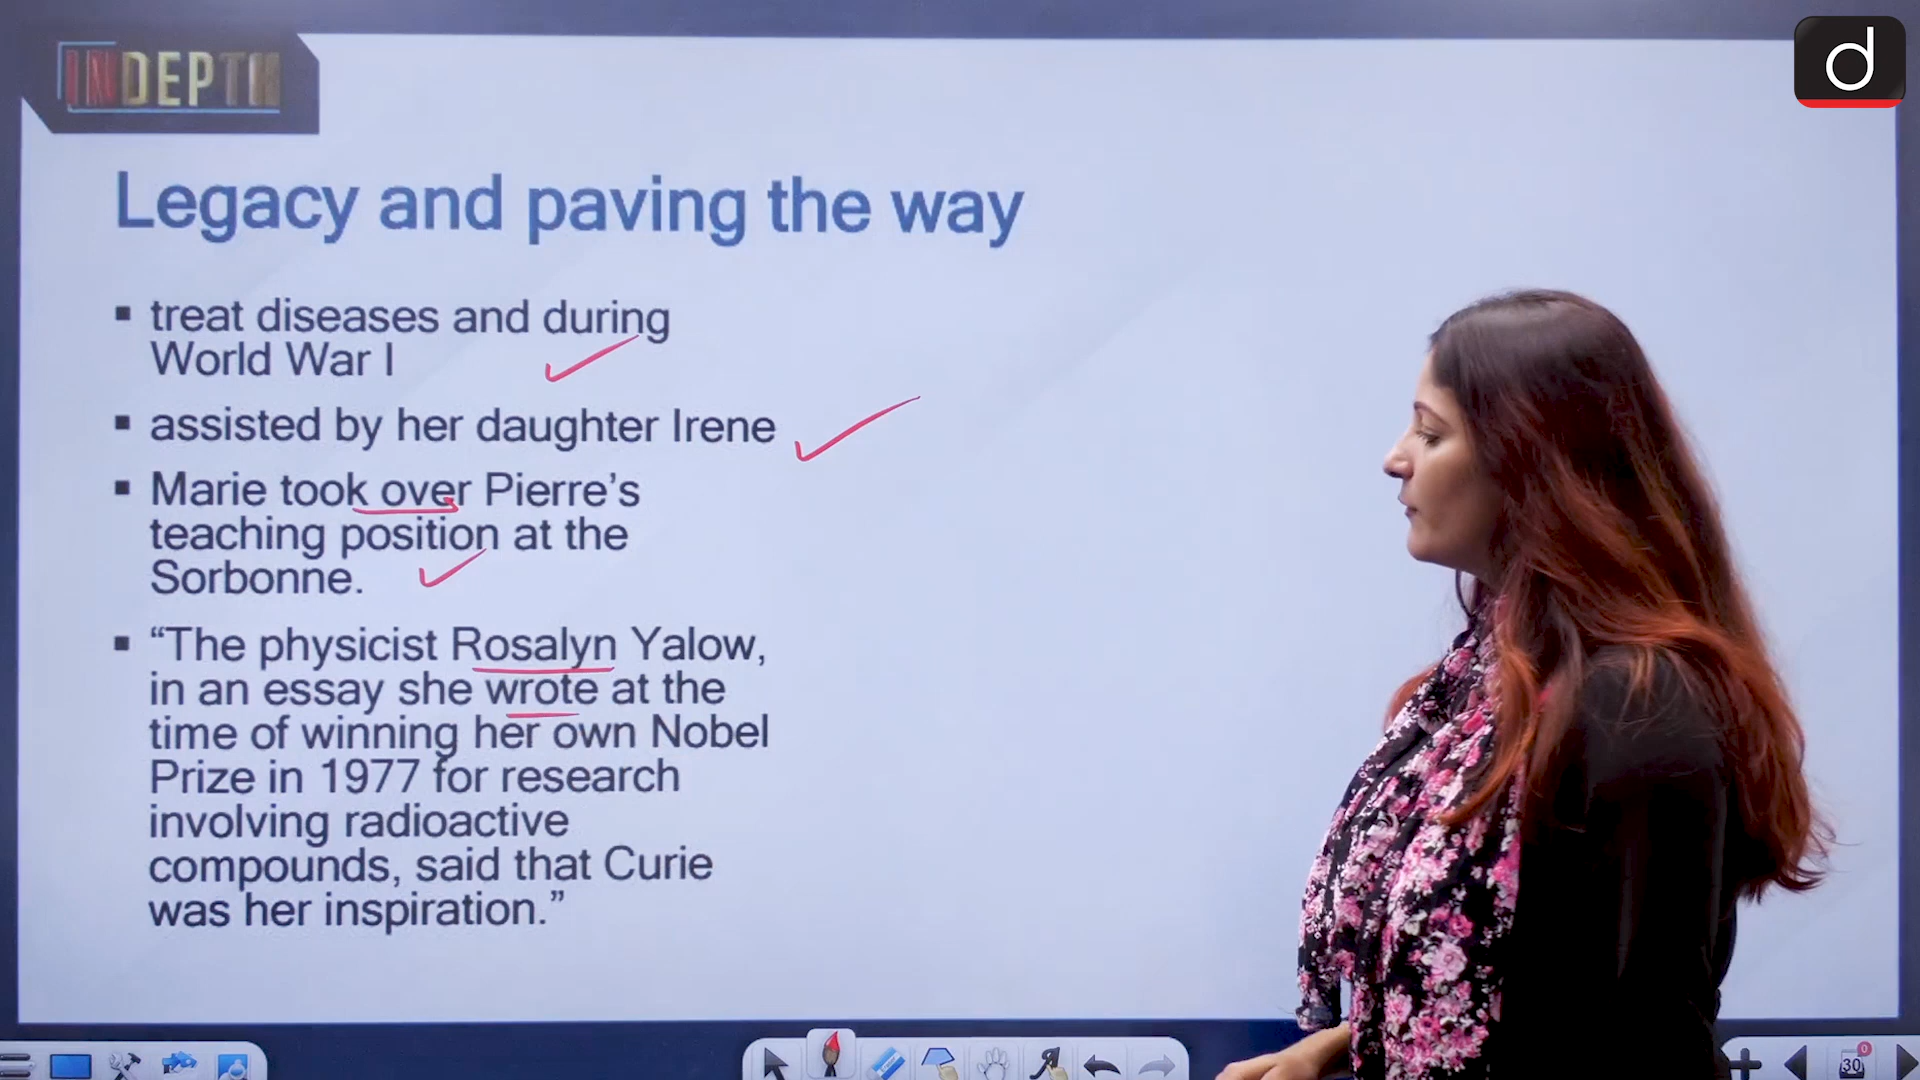 INDEPTH
d
Legacy and paving the way
▪ treat diseases and during
World War I
▪ assisted by her daughter Irene
▪ Marie took over Pierre’s
teaching position at the
Sorbonne.
▪ “The physicist Rosalyn Yalow,
in an essay she wrote at the
time of winning her own Nobel
Prize in 1977 for research
involving radioactive
compounds, said that Curie
was her inspiration.”
0
30